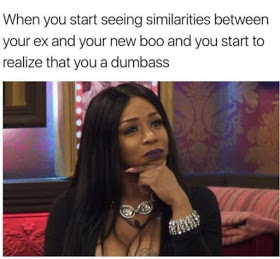 When you start seeing similarities between
your ex and your new boo and you start to
realize that you a dumbass